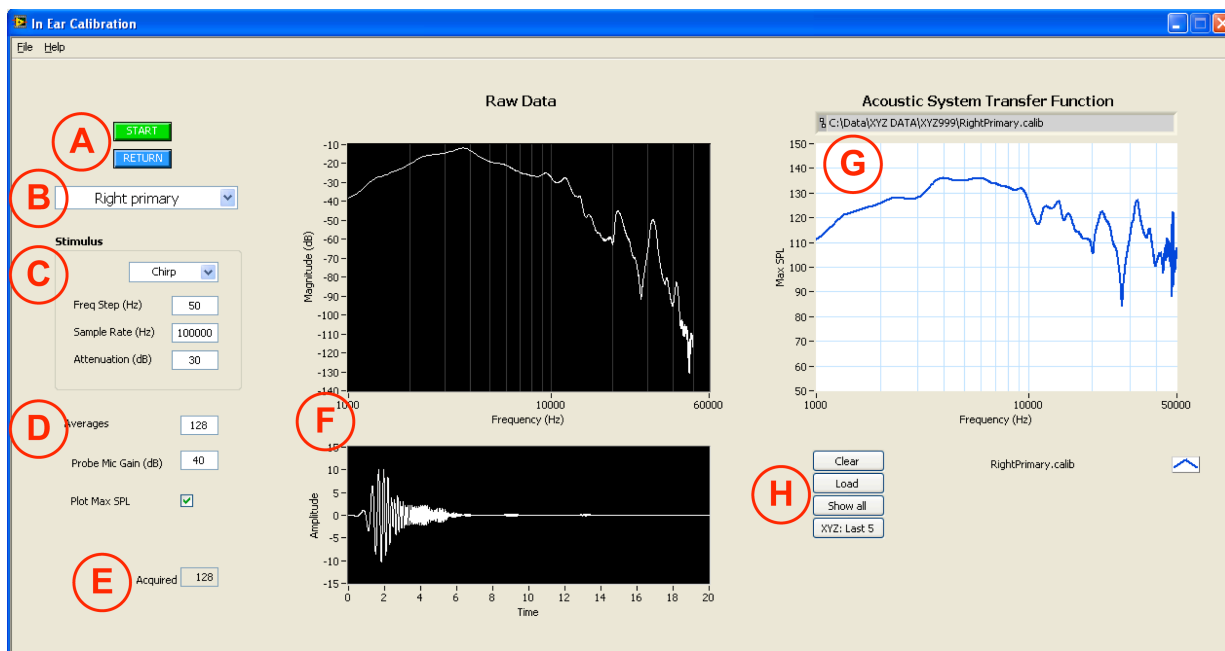 In Ear Calibration
File Help
A
START
RETURN
B
Right primary
Stimulus
C
Chirp
Freq Step (Hz) 50
Sample Rate (Hz) 100000
Attenuation (dB) 30
D
Averages 128
Probe Mic Gain (dB) 40
Plot Max SPL
E
Acquired 128
Raw Data
Magnitude (dB)
-10
-20
-30
-40
-50
-60
-70
-80
-90
-100
-110
-120
-130
-140
1000 10000 60000
Frequency (Hz)
F
Amplitude
15
10
5
0
-5
-10
-15
0 2 4 6 8 10 12 14 16 18 20
Time
Acoustic System Transfer Function
C:\Data\XYZ DATA\XYZ999\RightPrimary.calib
G
Max SPL
150
140
130
120
110
100
90
80
70
60
50
1000 10000 50000
Frequency (Hz)
H
Clear
Load
Show all
XYZ: Last 5
RightPrimary.calib